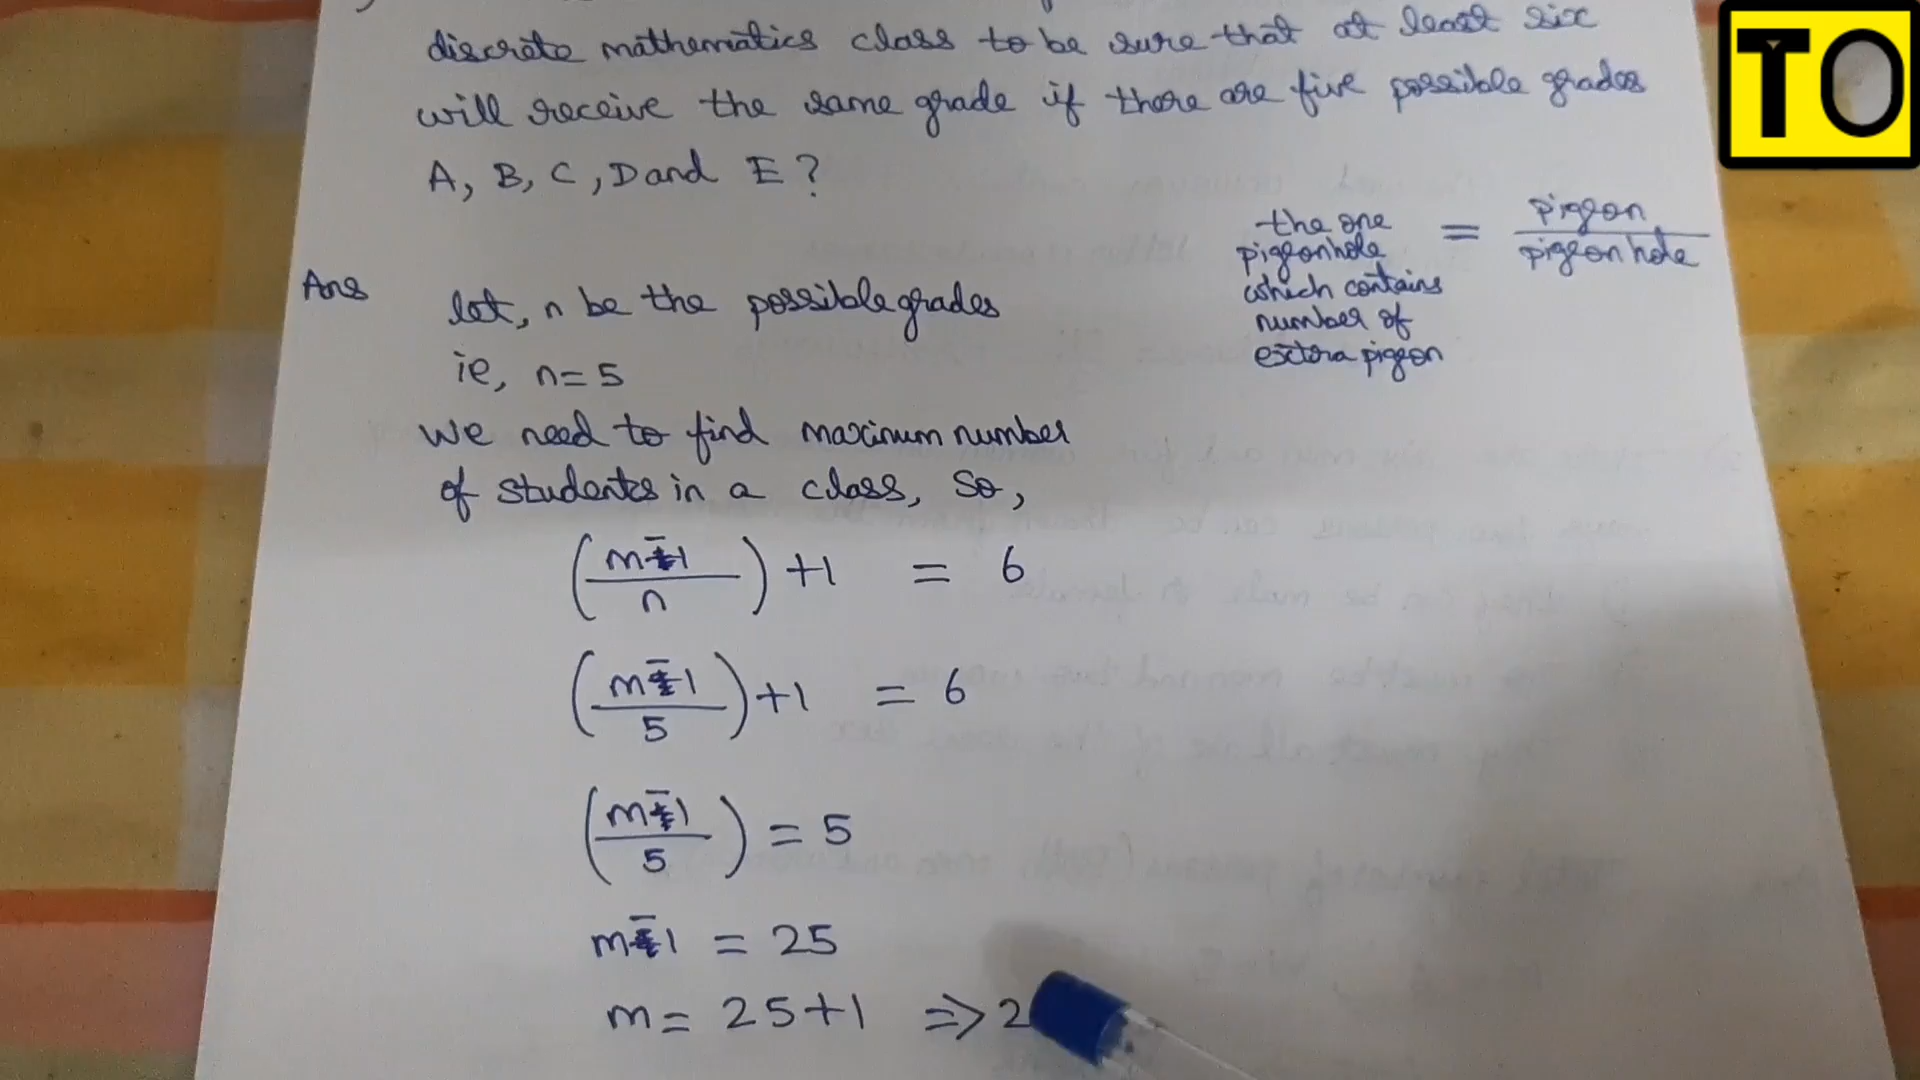 discrete mathematics class to be sure that at least six
will receive the same grade if there are five possible grades
A, B, C, D and E ?
the one pigeonhole which contains number of extra pigeon = pigeon / pigeonhole
Ans let, n be the possible grades
ie, n = 5
we need to find maximum number
of students in a class, so,
(m-1 / n) + 1 = 6
(m-1 / 5) + 1 = 6
(m-1 / 5) = 5
m-1 = 25
m = 25+1 => 2
TO